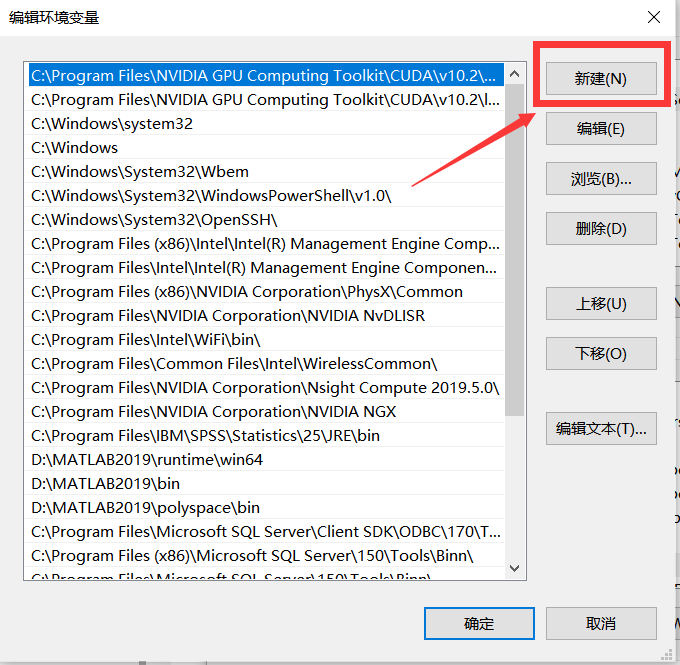 编辑环境变量
C:\Program Files\NVIDIA GPU Computing Toolkit\CUDA\v10.2\...
C:\Program Files\NVIDIA GPU Computing Toolkit\CUDA\v10.2\l...
C:\Windows\system32
C:\Windows
C:\Windows\System32\Wbem
C:\Windows\System32\WindowsPowerShell\v1.0\
C:\Windows\System32\OpenSSH\
C:\Program Files (x86)\Intel\Intel(R) Management Engine Comp...
C:\Program Files\Intel\Intel(R) Management Engine Componen...
C:\Program Files (x86)\NVIDIA Corporation\PhysX\Common
C:\Program Files\NVIDIA Corporation\NVIDIA NvDLISR
C:\Program Files\Intel\WiFi\bin\
C:\Program Files\Common Files\Intel\WirelessCommon\
C:\Program Files\NVIDIA Corporation\Nsight Compute 2019.5.0\
C:\Program Files\NVIDIA Corporation\NVIDIA NGX
C:\Program Files\IBM\SPSS\Statistics\25\JRE\bin
D:\MATLAB2019\runtime\win64
D:\MATLAB2019\bin
D:\MATLAB2019\polyspace\bin
C:\Program Files\Microsoft SQL Server\Client SDK\ODBC\170\T...
C:\Program Files (x86)\Microsoft SQL Server\150\Tools\Binn\
C:\Program Files\Microsoft SQL Server\150\Tools\Binn\
新建(N)
编辑(E)
浏览(B)...
删除(D)
上移(U)
下移(O)
编辑文本(T)...
确定
取消